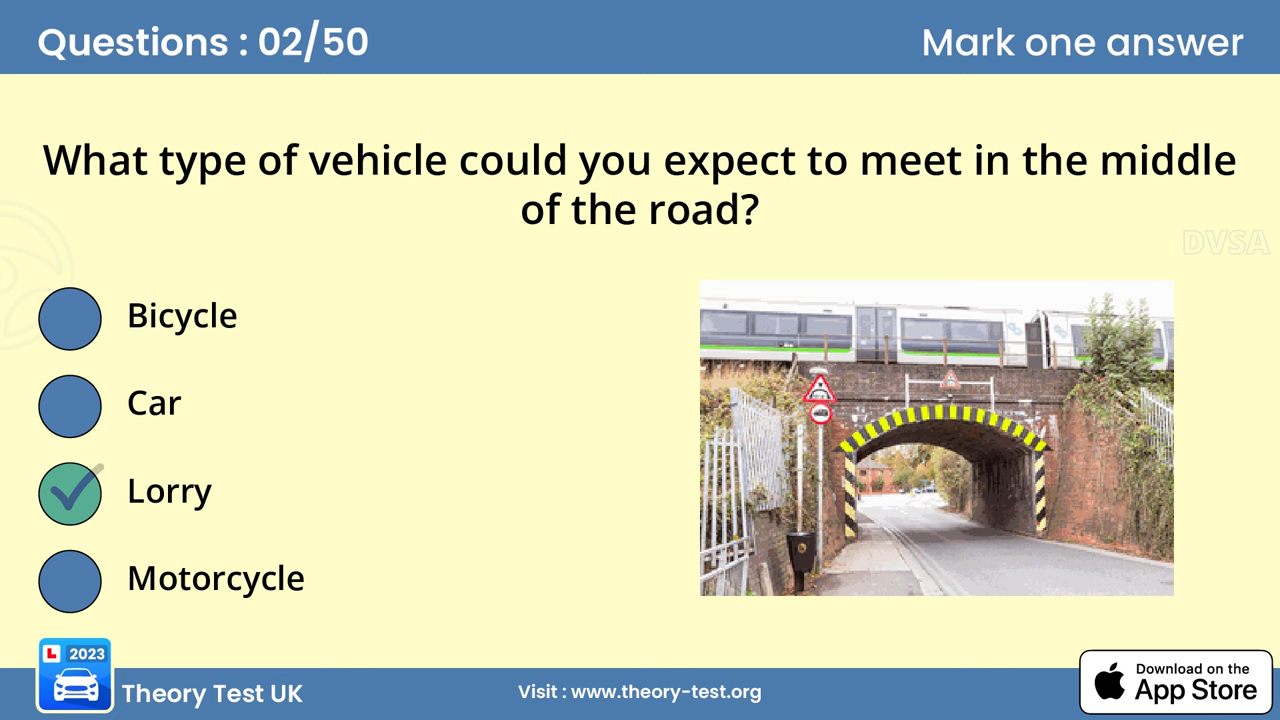 Questions : 02/50
Mark one answer
What type of vehicle could you expect to meet in the middle
of the road?
DVSA
Bicycle
Car
Lorry
Motorcycle
L 2023
Theory Test UK
Visit : www.theory-test.org
Download on the
App Store